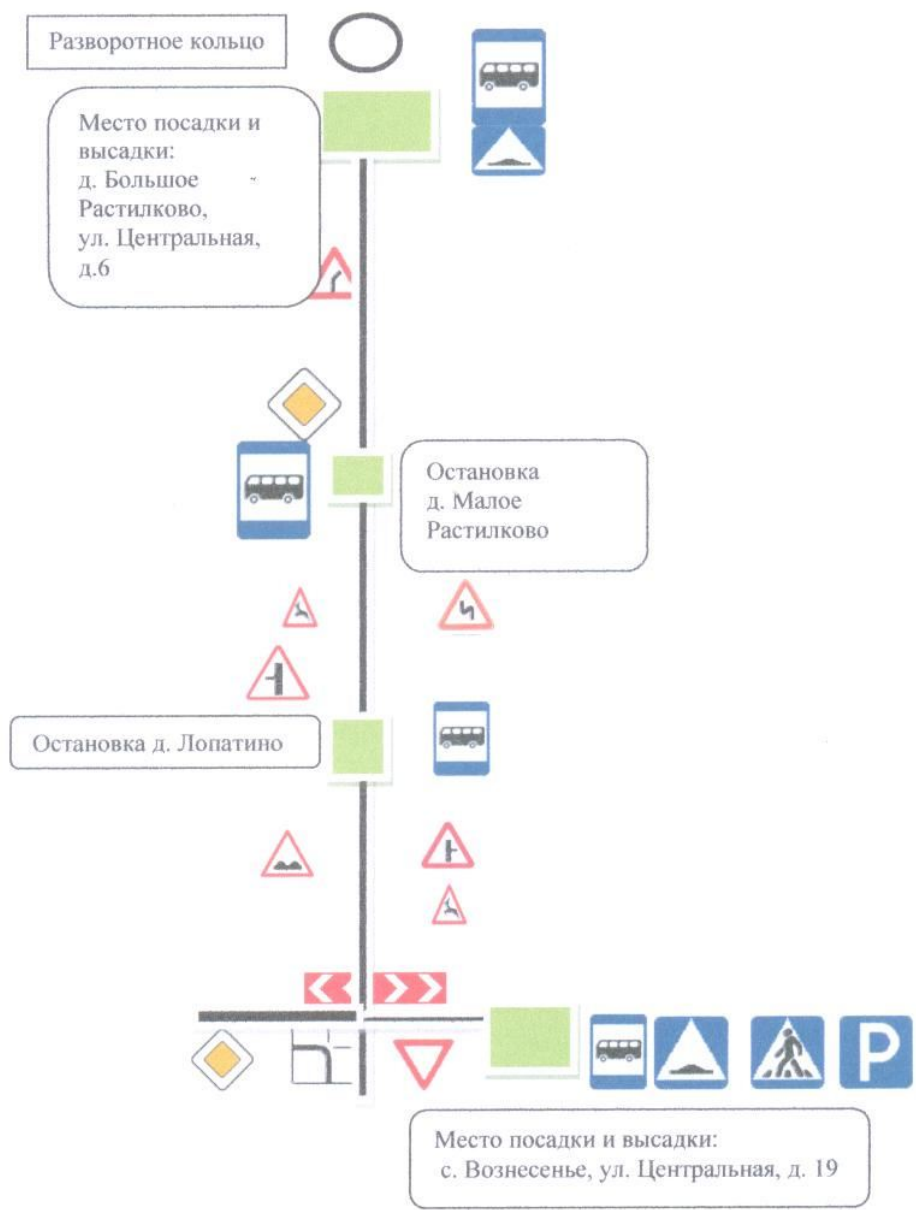 Разворотное кольцо
Место посадки и
высадки:
д. Большое
Растилково,
ул. Центральная,
д.6
Остановка
д. Малое
Растилково
Остановка д. Лопатино
P
Место посадки и высадки:
с. Вознесенье, ул. Центральная, д. 19